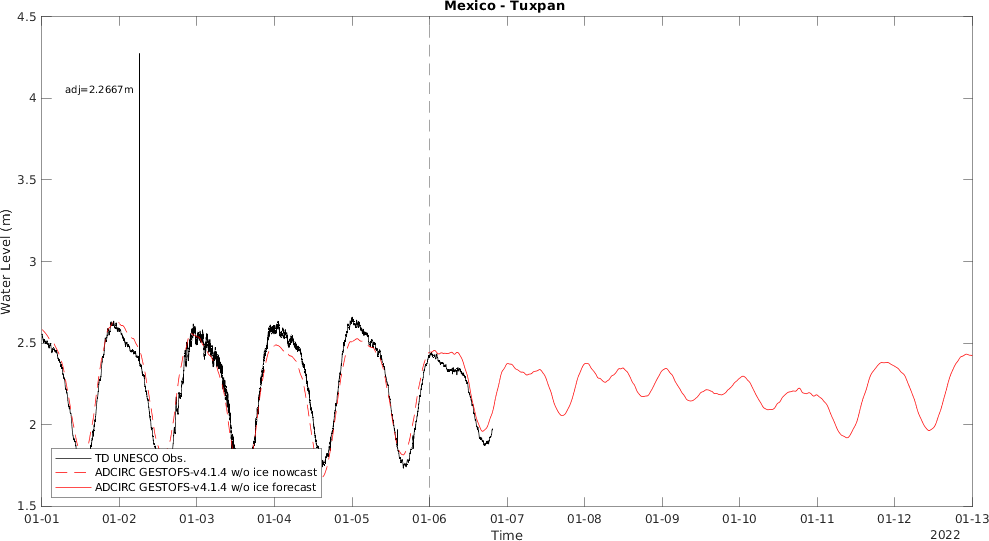 Mexico - Tuxpan
4.5
4
3.5
3
2.5
2
1.5
Water Level (m)
adj=2.2667m
TD UNESCO Obs.
ADCIRC GESTOFS-v4.1.4 w/o ice nowcast
ADCIRC GESTOFS-v4.1.4 w/o ice forecast
01-01 01-02 01-03 01-04 01-05 01-06 01-07 01-08 01-09 01-10 01-11 01-12 01-13
Time
2022